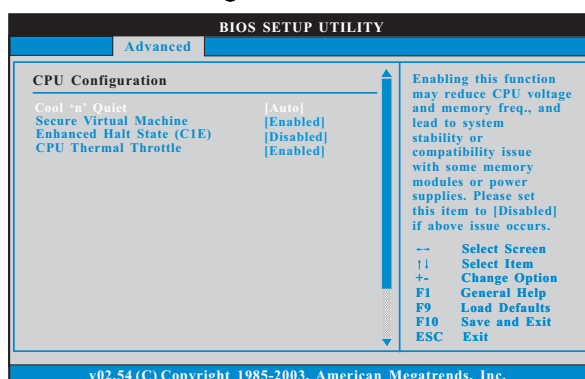 BIOS SETUP UTILITY
Advanced
CPU Configuration
Cool ‘n’ Quiet [Auto]
Secure Virtual Machine [Enabled]
Enhanced Halt State (C1E) [Disabled]
CPU Thermal Throttle [Enabled]
Enabling this function
may reduce CPU voltage
and memory freq., and
lead to system
stability or
compatibility issue
with some memory
modules or power
supplies. Please set
this item to [Disabled]
if above issue occurs.
←→ Select Screen
↑↓ Select Item
+- Change Option
F1 General Help
F9 Load Defaults
F10 Save and Exit
ESC Exit
v02.54 (C) Copyright 1985-2003, American Megatrends, Inc.